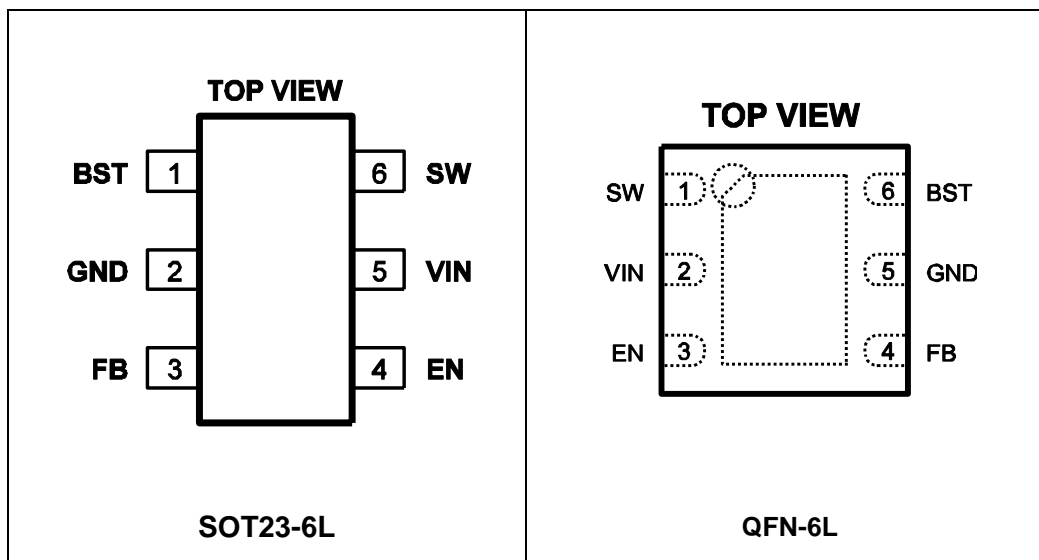 TOP VIEW
BST 1 6 SW
GND 2 5 VIN
FB 3 4 EN
SOT23-6L
TOP VIEW
SW 1 6 BST
VIN 2 5 GND
EN 3 4 FB
QFN-6L